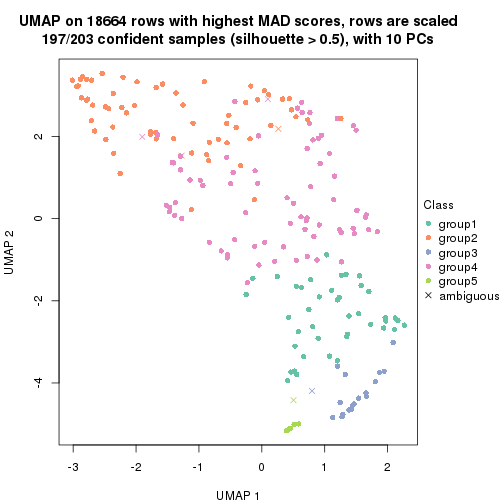 UMAP on 18664 rows with highest MAD scores, rows are scaled
197/203 confident samples (silhouette > 0.5), with 10 PCs
2
0
-2
-4
UMAP 2
-3
-2
-1
0
1
2
UMAP 1
Class
group1
group2
group3
group4
group5
ambiguous